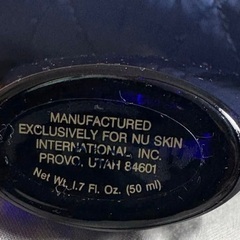 MANUFACTURED
EXCLUSIVELY FOR NU SKIN
INTERNATIONAL, INC.
PROVO, UTAH 84601
Net Wt. 1.7 Fl. Oz. (50 ml)